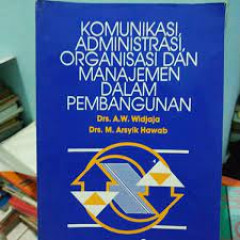 KOMUNIKASI,
ADMINISTRASI,
ORGANISASI DAN
MANAJEMEN
DALAM
PEMBANGUNAN
Drs. A.W. Widjaja
Drs. M. Arsyik Hawab